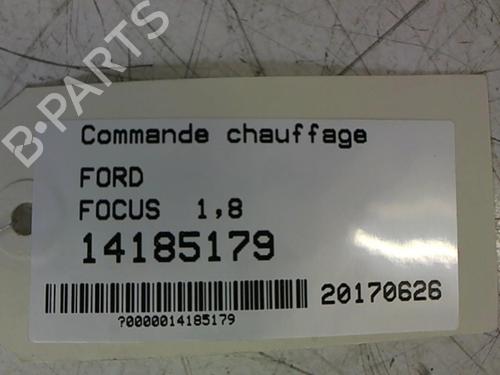 B-PARTS
Commande chauffage
FORD
FOCUS 1,8
14185179
20170626
?0000014185179